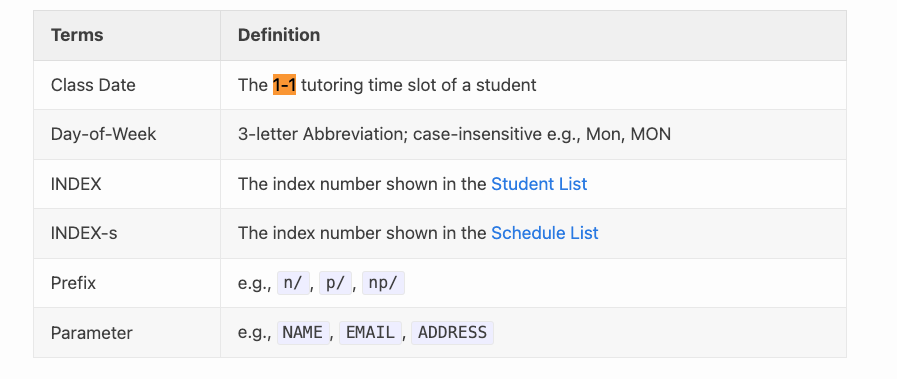 Terms Definition
Class Date The 1-1 tutoring time slot of a student
Day-of-Week 3-letter Abbreviation; case-insensitive e.g., Mon, MON
INDEX The index number shown in the Student List
INDEX-s The index number shown in the Schedule List
Prefix e.g., n/ , p/ , np/
Parameter e.g., NAME , EMAIL , ADDRESS